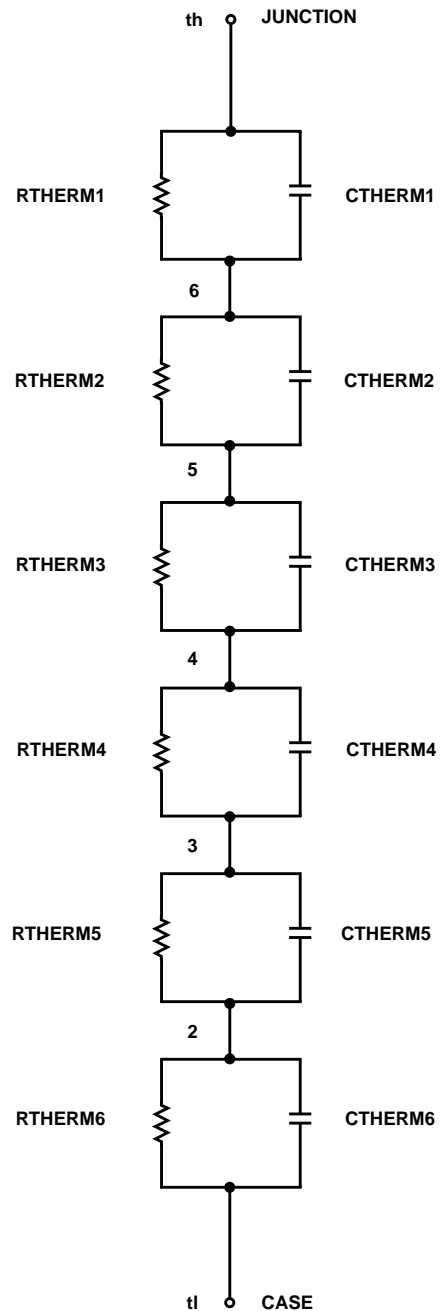 th JUNCTION
RTHERM1 CTHERM1
6
RTHERM2 CTHERM2
5
RTHERM3 CTHERM3
4
RTHERM4 CTHERM4
3
RTHERM5 CTHERM5
2
RTHERM6 CTHERM6
tl CASE